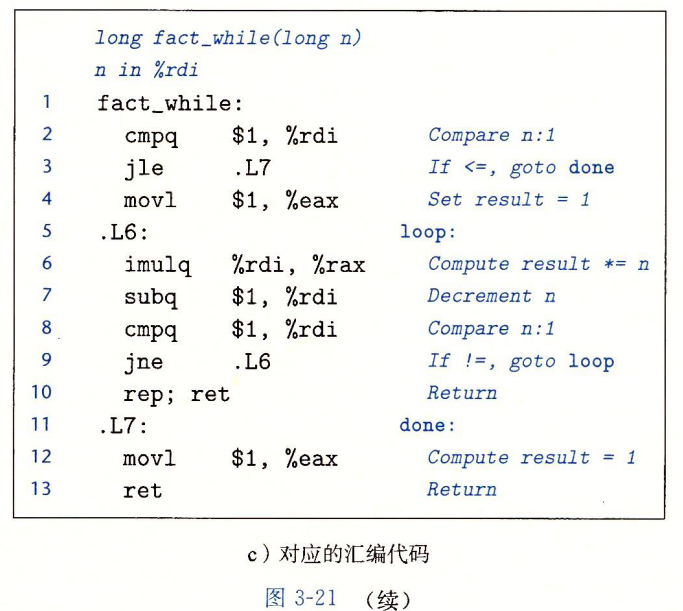 long fact_while(long n)
n in %rdi
1 fact_while:
2 cmpq $1, %rdi Compare n:1
3 jle .L7 If <=, goto done
4 movl $1, %eax Set result = 1
5 .L6: loop:
6 imulq %rdi, %rax Compute result *= n
7 subq $1, %rdi Decrement n
8 cmpq $1, %rdi Compare n:1
9 jne .L6 If !=, goto loop
10 rep; ret Return
11 .L7: done:
12 movl $1, %eax Compute result = 1
13 ret Return
c）对应的汇编代码
图 3-21 （续）